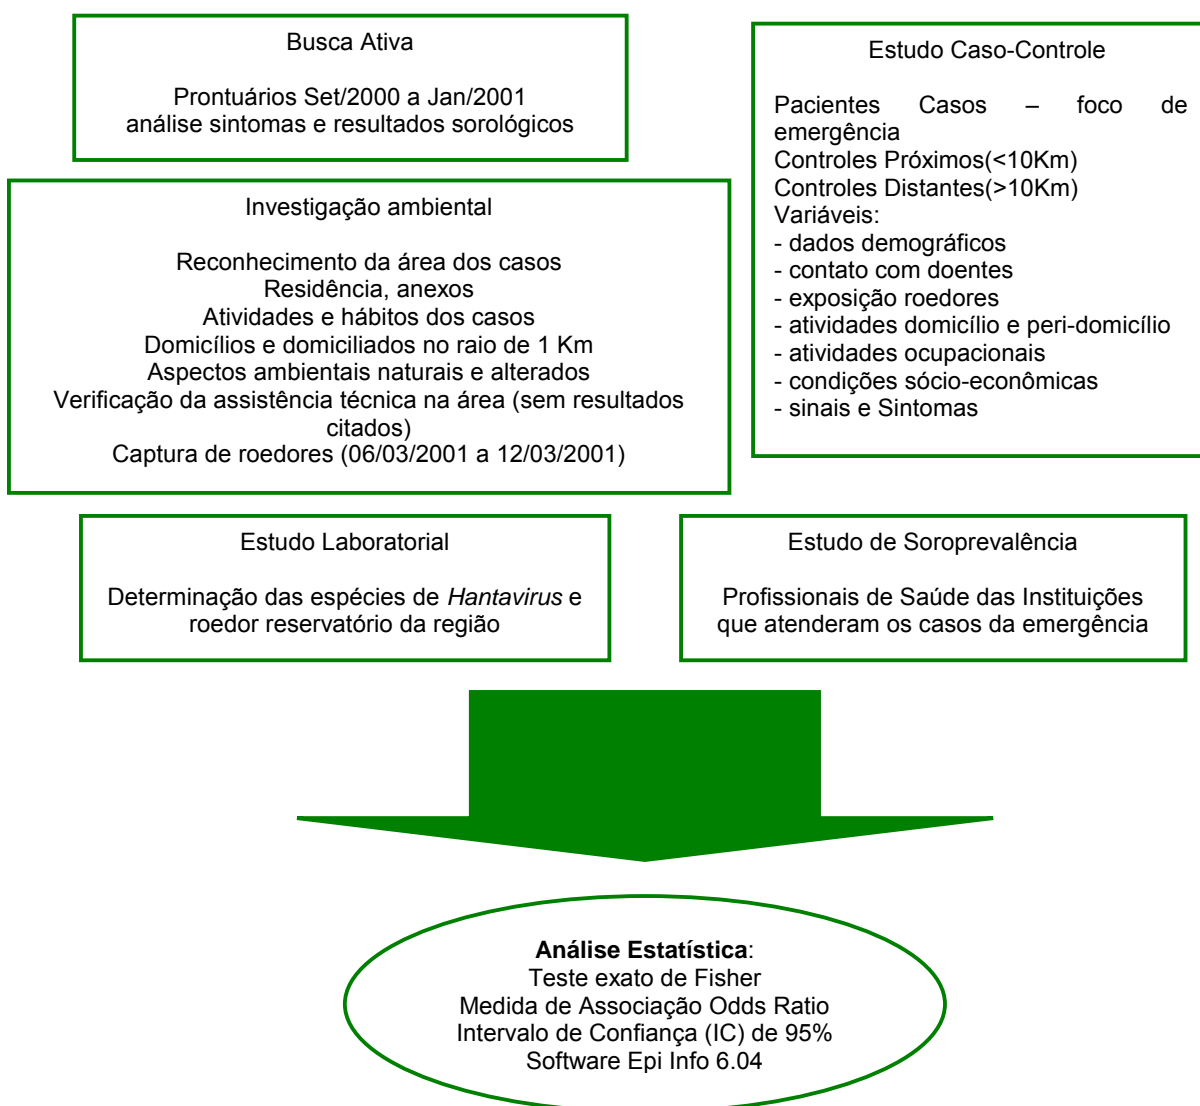 Busca Ativa
Prontuários Set/2000 a Jan/2001
análise sintomas e resultados sorológicos
Estudo Caso-Controle
Pacientes Casos – foco de
emergência
Controles Próximos(<10Km)
Controles Distantes(>10Km)
Variáveis:
- dados demográficos
- contato com doentes
- exposição roedores
- atividades domicílio e peri-domicílio
- atividades ocupacionais
- condições sócio-econômicas
- sinais e Sintomas
Investigação ambiental
Reconhecimento da área dos casos
Residência, anexos
Atividades e hábitos dos casos
Domicílios e domiciliados no raio de 1 Km
Aspectos ambientais naturais e alterados
Verificação da assistência técnica na área (sem resultados
citados)
Captura de roedores (06/03/2001 a 12/03/2001)
Estudo Laboratorial
Determinação das espécies de Hantavirus e
roedor reservatório da região
Estudo de Soroprevalência
Profissionais de Saúde das Instituições
que atenderam os casos da emergência
Análise Estatística:
Teste exato de Fisher
Medida de Associação Odds Ratio
Intervalo de Confiança (IC) de 95%
Software Epi Info 6.04